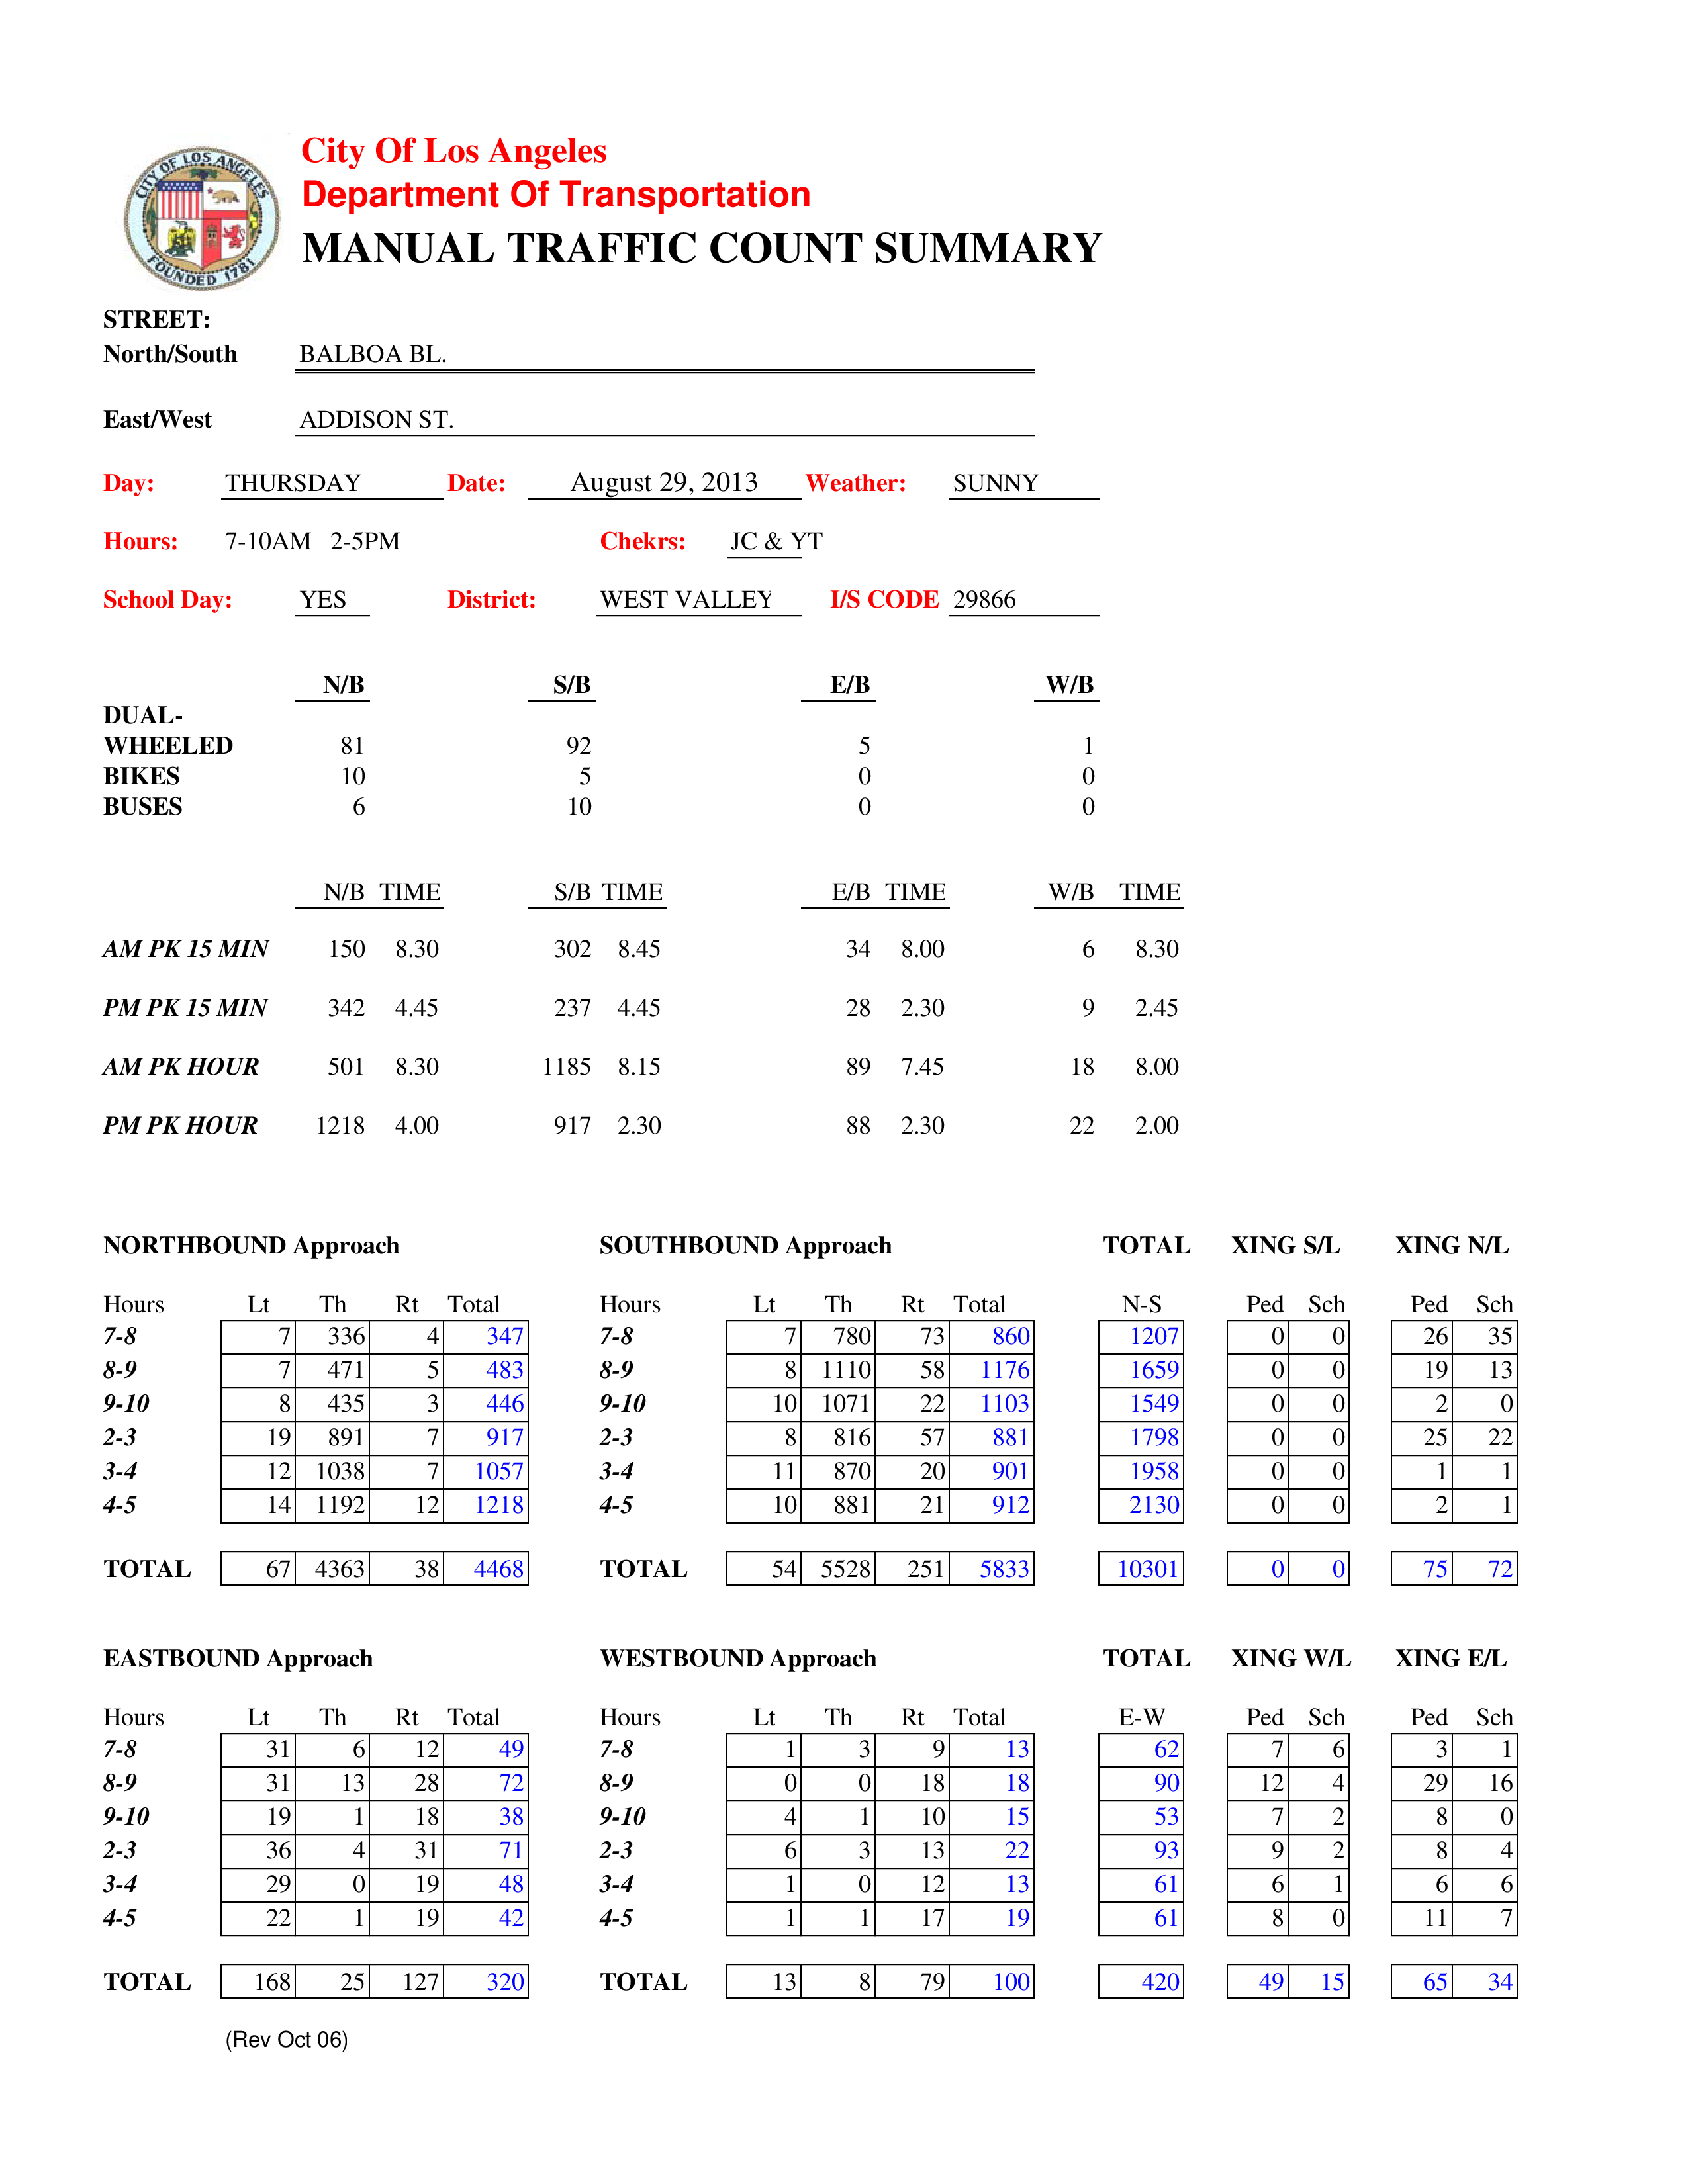 CITY OF LOS ANGELES
FOUNDED 1781
City Of Los Angeles
Department Of Transportation
MANUAL TRAFFIC COUNT SUMMARY
STREET:
North/South BALBOA BL.
East/West ADDISON ST.
Day: THURSDAY Date: August 29, 2013 Weather: SUNNY
Hours: 7-10AM 2-5PM Chekrs: JC & YT
School Day: YES District: WEST VALLEY I/S CODE 29866
N/B S/B E/B W/B
DUAL-
WHEELED 81 92 5 1
BIKES 10 5 0 0
BUSES 6 10 0 0
N/B TIME S/B TIME E/B TIME W/B TIME
AM PK 15 MIN 150 8.30 302 8.45 34 8.00 6 8.30
PM PK 15 MIN 342 4.45 237 4.45 28 2.30 9 2.45
AM PK HOUR 501 8.30 1185 8.15 89 7.45 18 8.00
PM PK HOUR 1218 4.00 917 2.30 88 2.30 22 2.00
NORTHBOUND Approach SOUTHBOUND Approach TOTAL XING S/L XING N/L
Hours Lt Th Rt Total Hours Lt Th Rt Total N-S Ped Sch Ped Sch
7-8 7 336 4 347 7-8 7 780 73 860 1207 0 0 26 35
8-9 7 471 5 483 8-9 8 1110 58 1176 1659 0 0 19 13
9-10 8 435 3 446 9-10 10 1071 22 1103 1549 0 0 2 0
2-3 19 891 7 917 2-3 8 816 57 881 1798 0 0 25 22
3-4 12 1038 7 1057 3-4 11 870 20 901 1958 0 0 1 1
4-5 14 1192 12 1218 4-5 10 881 21 912 2130 0 0 2 1
TOTAL 67 4363 38 4468 TOTAL 54 5528 251 5833 10301 0 0 75 72
EASTBOUND Approach WESTBOUND Approach TOTAL XING W/L XING E/L
Hours Lt Th Rt Total Hours Lt Th Rt Total E-W Ped Sch Ped Sch
7-8 31 6 12 49 7-8 1 3 9 13 62 7 6 3 1
8-9 31 13 28 72 8-9 0 0 18 18 90 12 4 29 16
9-10 19 1 18 38 9-10 4 1 10 15 53 7 2 8 0
2-3 36 4 31 71 2-3 6 3 13 22 93 9 2 8 4
3-4 29 0 19 48 3-4 1 0 12 13 61 6 1 6 6
4-5 22 1 19 42 4-5 1 1 17 19 61 8 0 11 7
TOTAL 168 25 127 320 TOTAL 13 8 79 100 420 49 15 65 34
(Rev Oct 06)